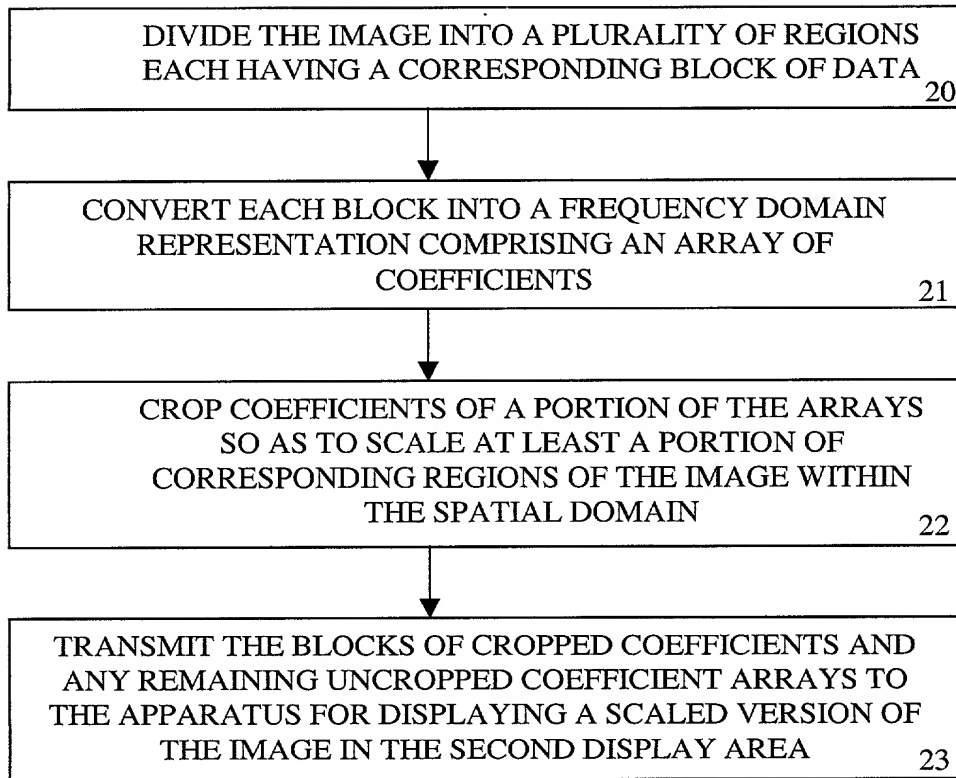 DIVIDE THE IMAGE INTO A PLURALITY OF REGIONS
EACH HAVING A CORRESPONDING BLOCK OF DATA
20
CONVERT EACH BLOCK INTO A FREQUENCY DOMAIN
REPRESENTATION COMPRISING AN ARRAY OF
COEFFICIENTS
21
CROP COEFFICIENTS OF A PORTION OF THE ARRAYS
SO AS TO SCALE AT LEAST A PORTION OF
CORRESPONDING REGIONS OF THE IMAGE WITHIN
THE SPATIAL DOMAIN
22
TRANSMIT THE BLOCKS OF CROPPED COEFFICIENTS AND
ANY REMAINING UNCROPPED COEFFICIENT ARRAYS TO
THE APPARATUS FOR DISPLAYING A SCALED VERSION OF
THE IMAGE IN THE SECOND DISPLAY AREA
23